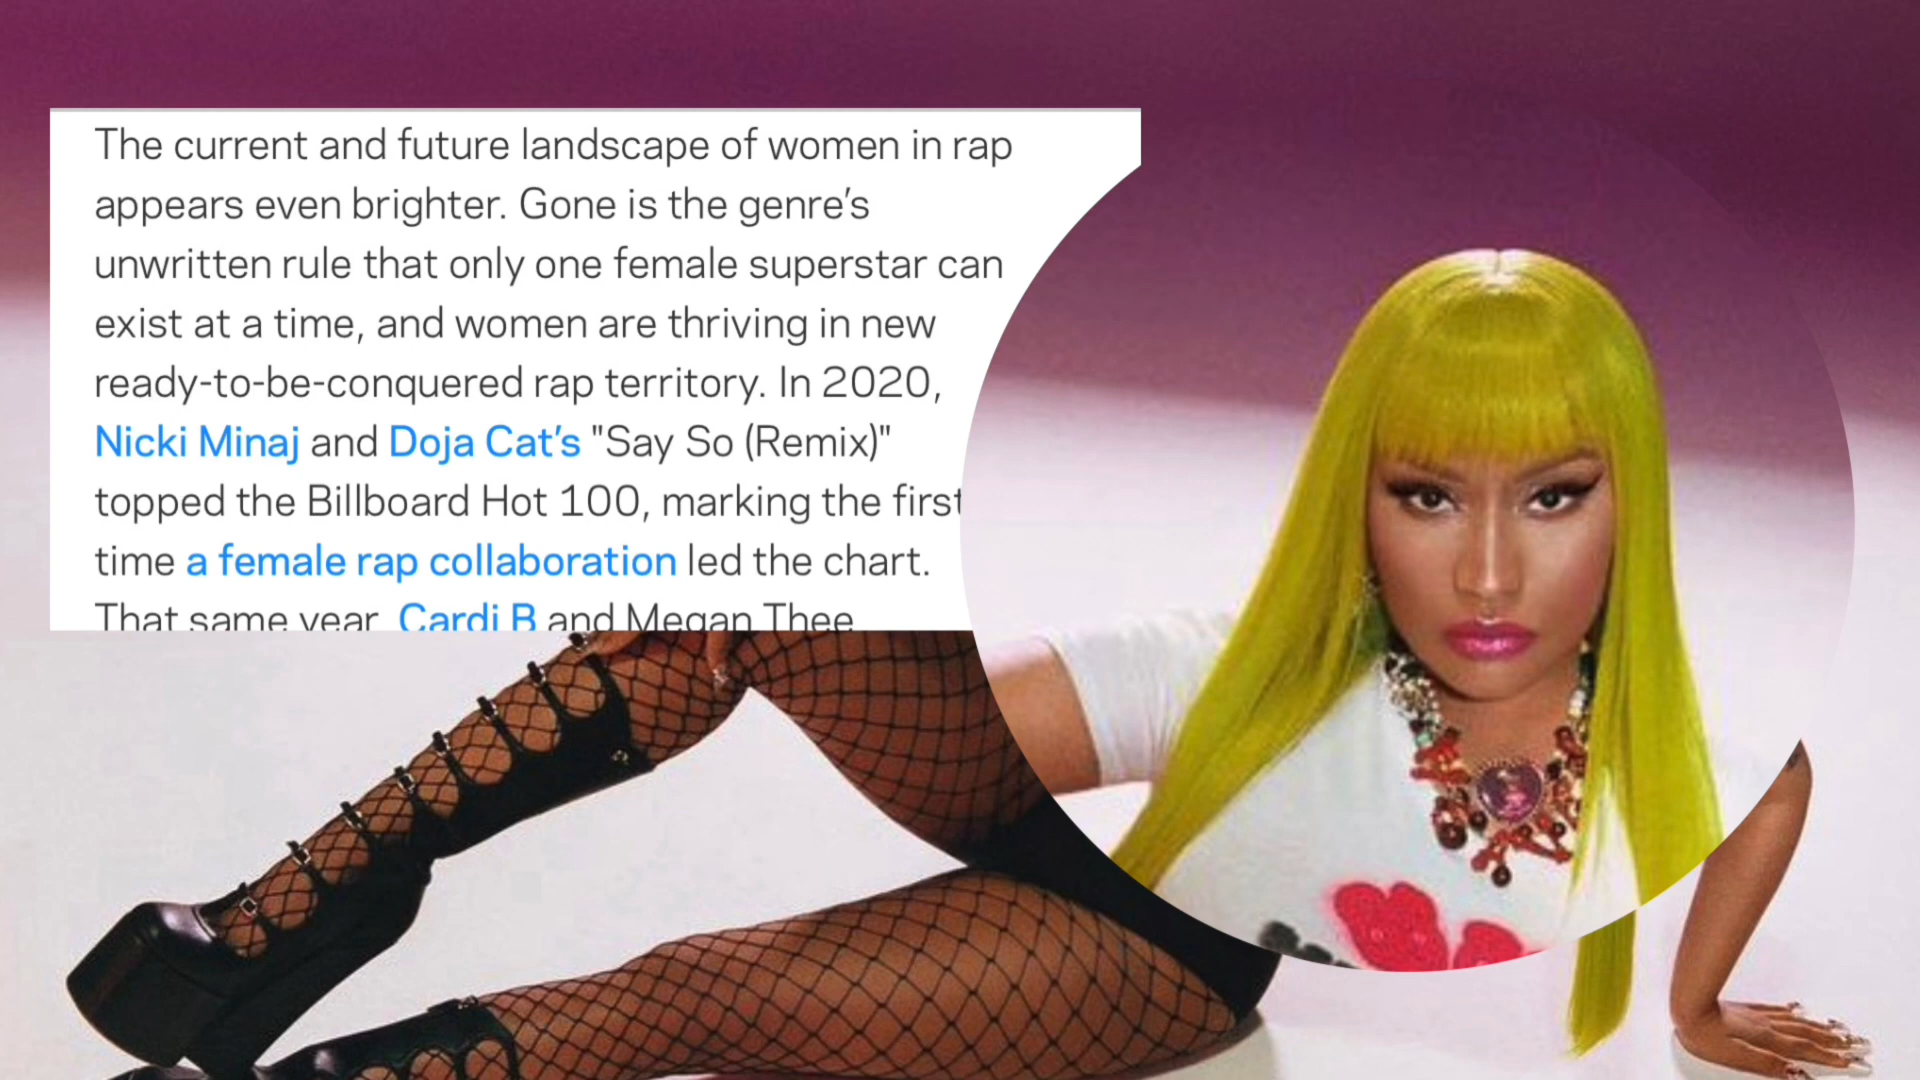 The current and future landscape of women in rap
appears even brighter. Gone is the genre’s
unwritten rule that only one female superstar can
exist at a time, and women are thriving in new
ready-to-be-conquered rap territory. In 2020,
Nicki Minaj and Doja Cat’s "Say So (Remix)"
topped the Billboard Hot 100, marking the first
time a female rap collaboration led the chart.
That same year Cardi B and Megan Thee